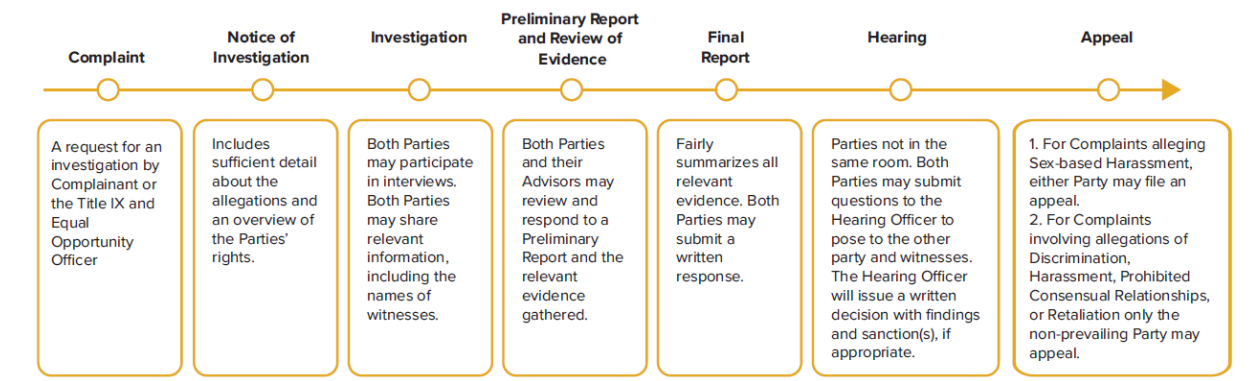 Complaint
Notice of
Investigation
Investigation
Preliminary Report
and Review of
Evidence
Final
Report
Hearing
Appeal
A request for an
investigation by
Complainant or
the Title IX and
Equal
Opportunity
Officer
Includes
sufficient detail
about the
allegations and
an overview of
the Parties’
rights.
Both Parties
may participate
in interviews.
Both Parties
may share
relevant
information,
including the
names of
witnesses.
Both Parties
and their
Advisors may
review and
respond to a
Preliminary
Report and the
relevant
evidence
gathered.
Fairly
summarizes all
relevant
evidence. Both
Parties may
submit a
written
response.
Parties not in the
same room. Both
Parties may submit
questions to the
Hearing Officer to
pose to the other
party and witnesses.
The Hearing Officer
will issue a written
decision with findings
and sanction(s), if
appropriate.
1. For Complaints alleging
Sex-based Harassment,
either Party may file an
appeal.
2. For Complaints
involving allegations of
Discrimination,
Harassment, Prohibited
Consensual Relationships,
or Retaliation only the
non-prevailing Party may
appeal.